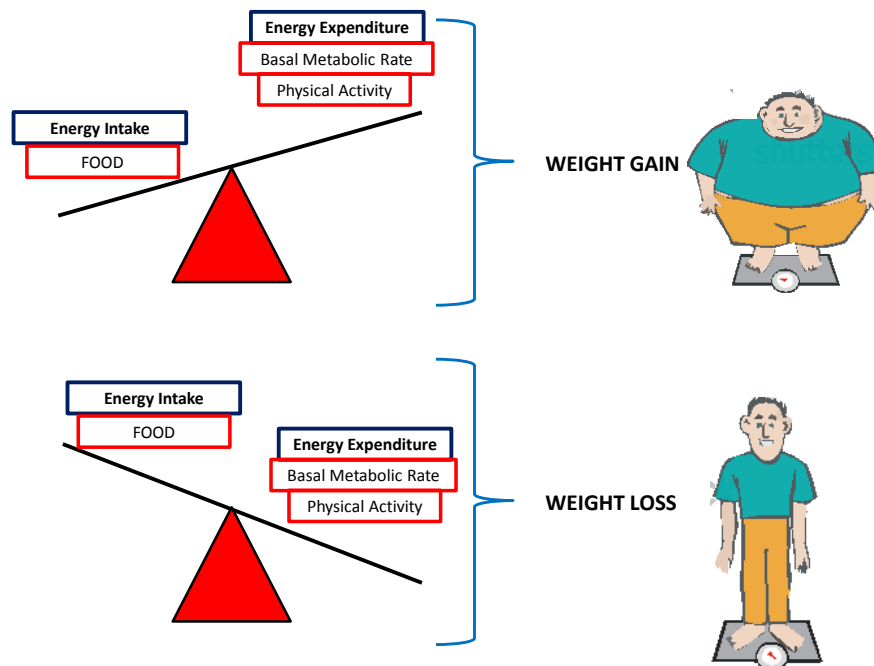 Energy Expenditure
Basal Metabolic Rate
Physical Activity
Energy Intake
FOOD
WEIGHT GAIN
Energy Intake
FOOD
Energy Expenditure
Basal Metabolic Rate
Physical Activity
WEIGHT LOSS